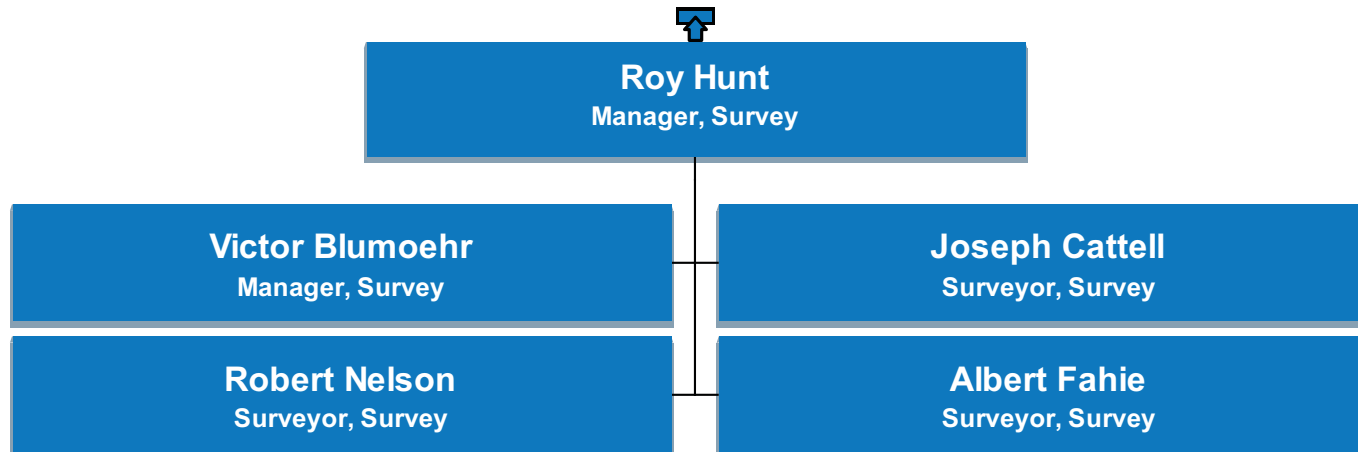 Roy Hunt
Manager, Survey
Victor Blumoehr
Manager, Survey
Joseph Cattell
Surveyor, Survey
Robert Nelson
Surveyor, Survey
Albert Fahie
Surveyor, Survey